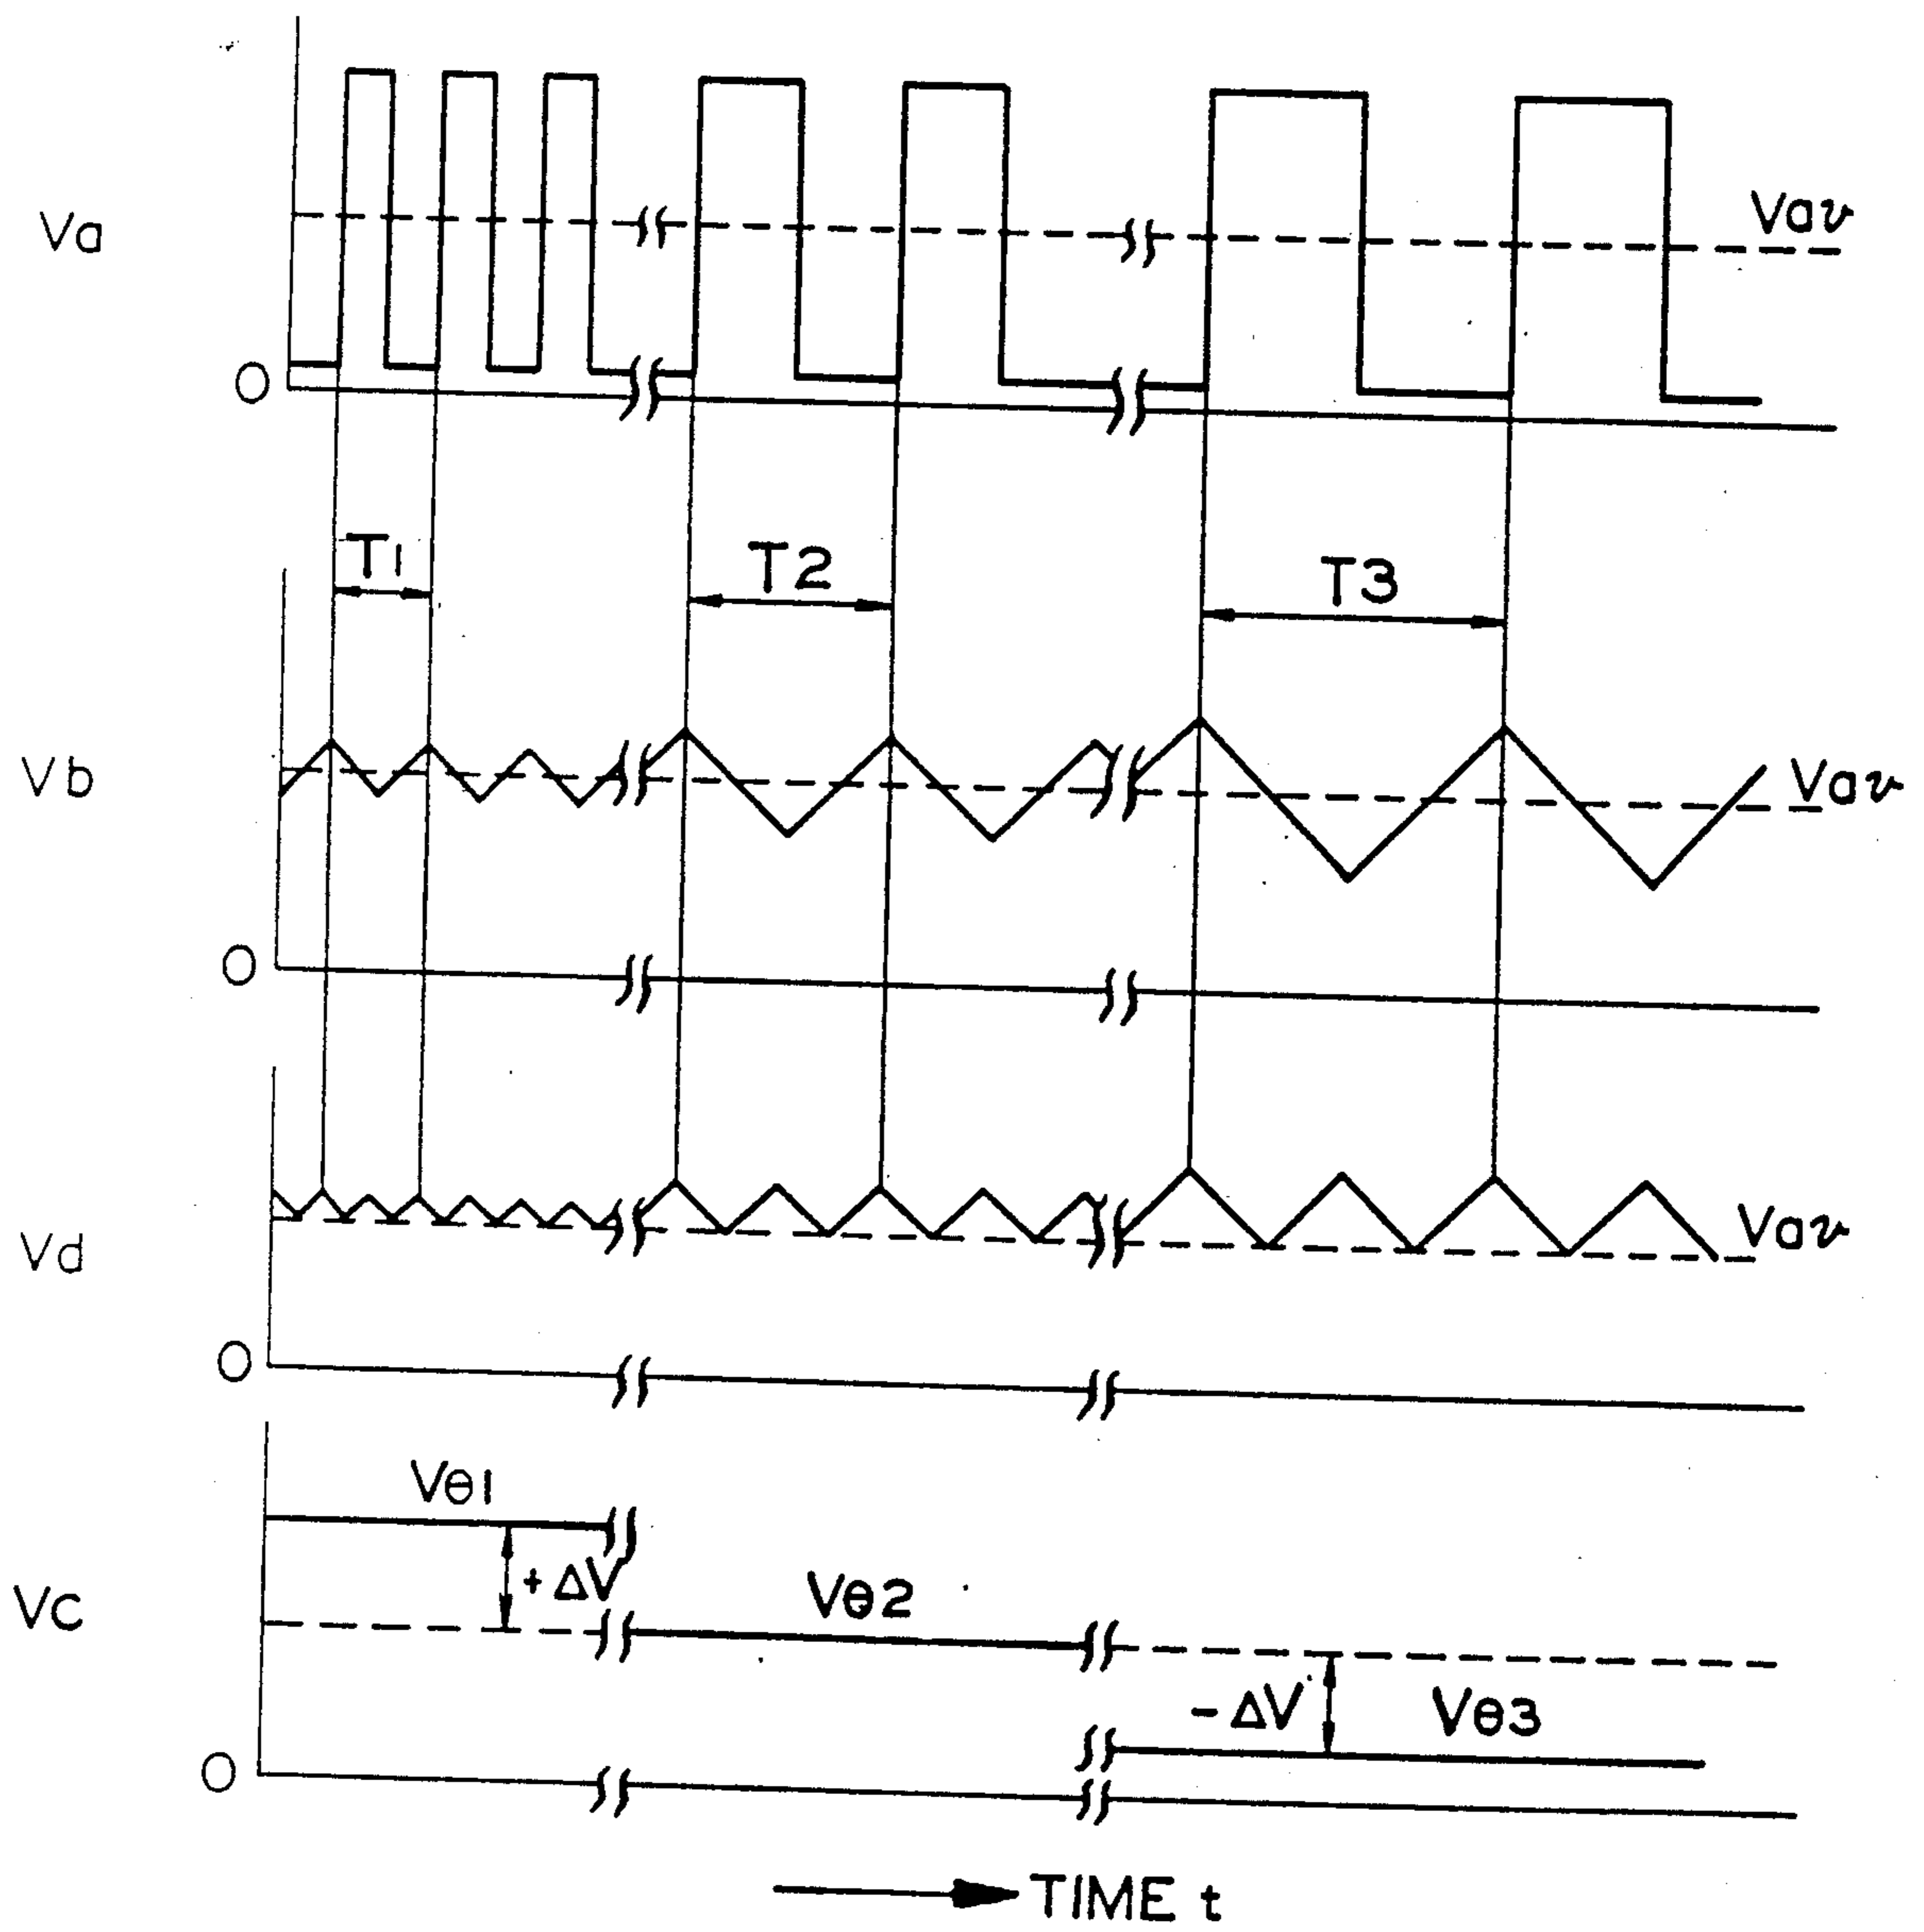 Va
Vav
O
T1
T2
T3
Vb
Vav
O
Vd
Vav
O
Vθ1
+ ΔV
Vθ2
Vc
- ΔV
Vθ3
O
TIME t